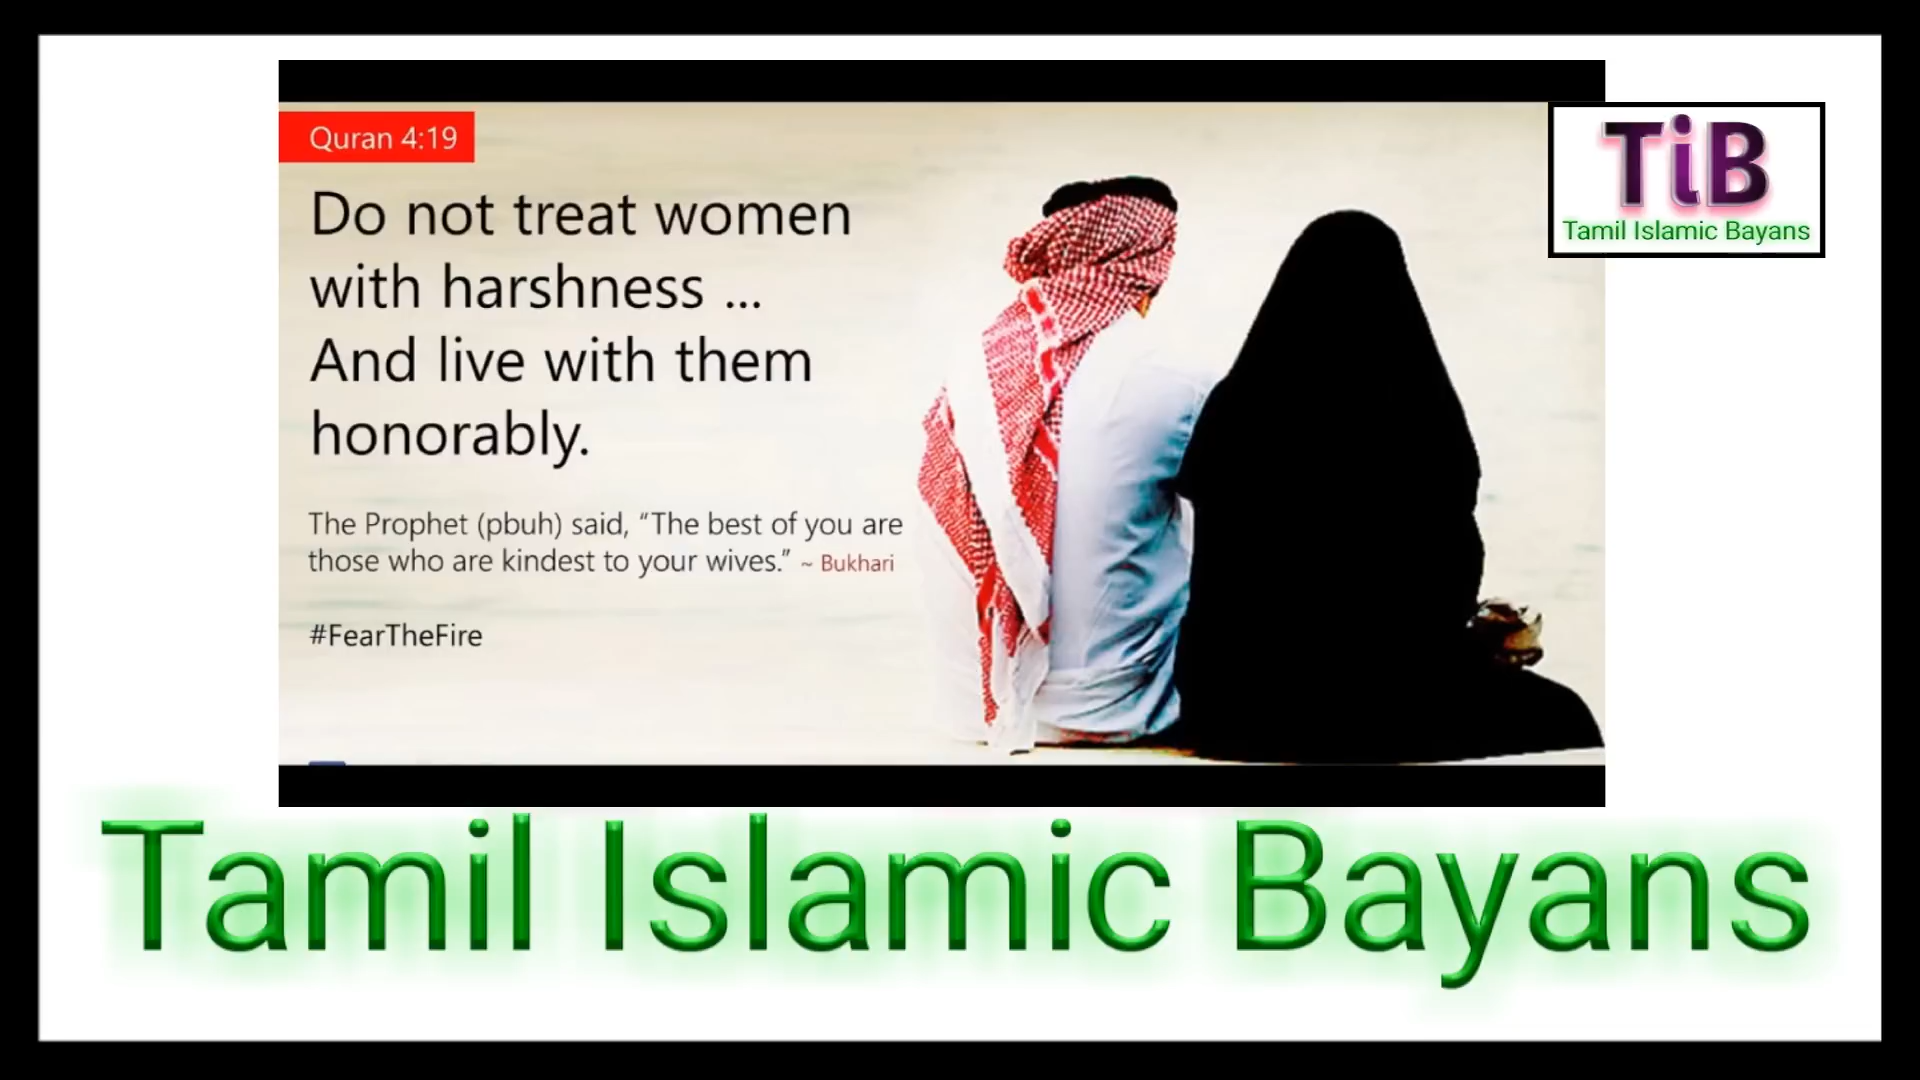 Quran 4:19
TiB
Tamil Islamic Bayans
Do not treat women
with harshness ...
And live with them
honorably.
The Prophet (pbuh) said, “The best of you are
those who are kindest to your wives.” ~ Bukhari
#FearTheFire
Tamil Islamic Bayans